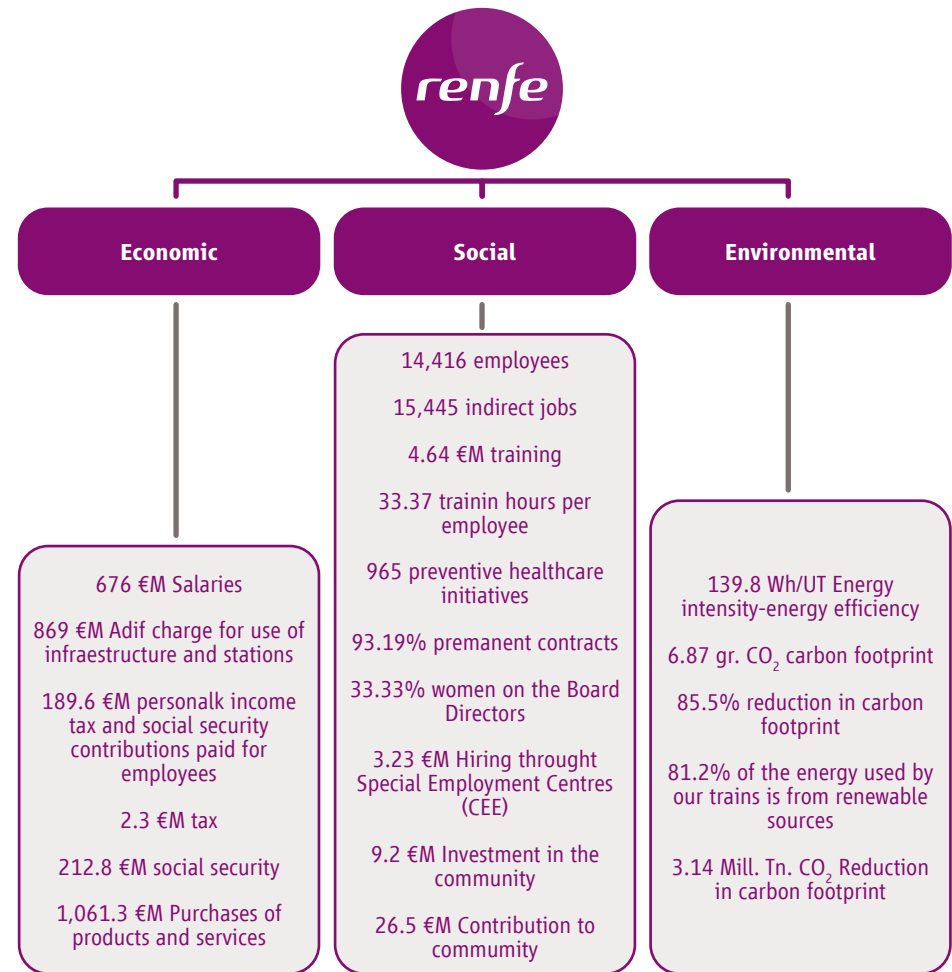 renfe
Economic
676 €M Salaries
869 €M Adif charge for use of
infraestructure and stations
189.6 €M personalk income
tax and social security
contributions paid for
employees
2.3 €M tax
212.8 €M social security
1,061.3 €M Purchases of
products and services
Social
14,416 employees
15,445 indirect jobs
4.64 €M training
33.37 trainin hours per
employee
965 preventive healthcare
initiatives
93.19% premanent contracts
33.33% women on the Board
Directors
3.23 €M Hiring throught
Special Employment Centres
(CEE)
9.2 €M Investment in the
community
26.5 €M Contribution to
commumity
Environmental
139.8 Wh/UT Energy
intensity-energy efficiency
6.87 gr. CO₂ carbon footprint
85.5% reduction in carbon
footprint
81.2% of the energy used by
our trains is from renewable
sources
3.14 Mill. Tn. CO₂ Reduction
in carbon footprint